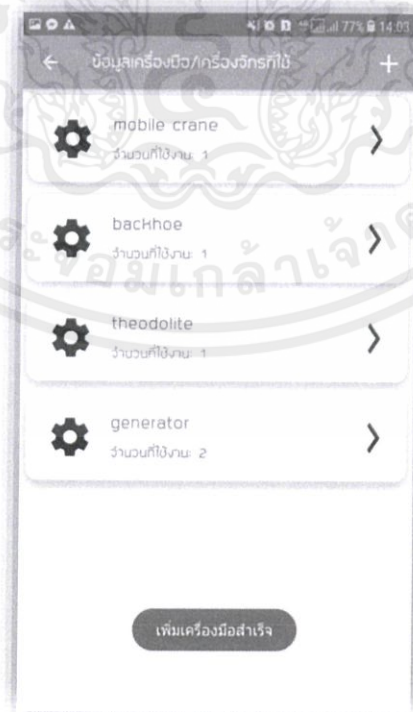 77% 14:03
ข้อมูลเครื่องมือ/เครื่องจักรที่ใช้
mobile crane
จำนวนที่ใช้งาน: 1
backhoe
จำนวนที่ใช้งาน: 1
theodolite
จำนวนที่ใช้งาน: 1
generator
จำนวนที่ใช้งาน: 2
เพิ่มเครื่องมือสำเร็จ